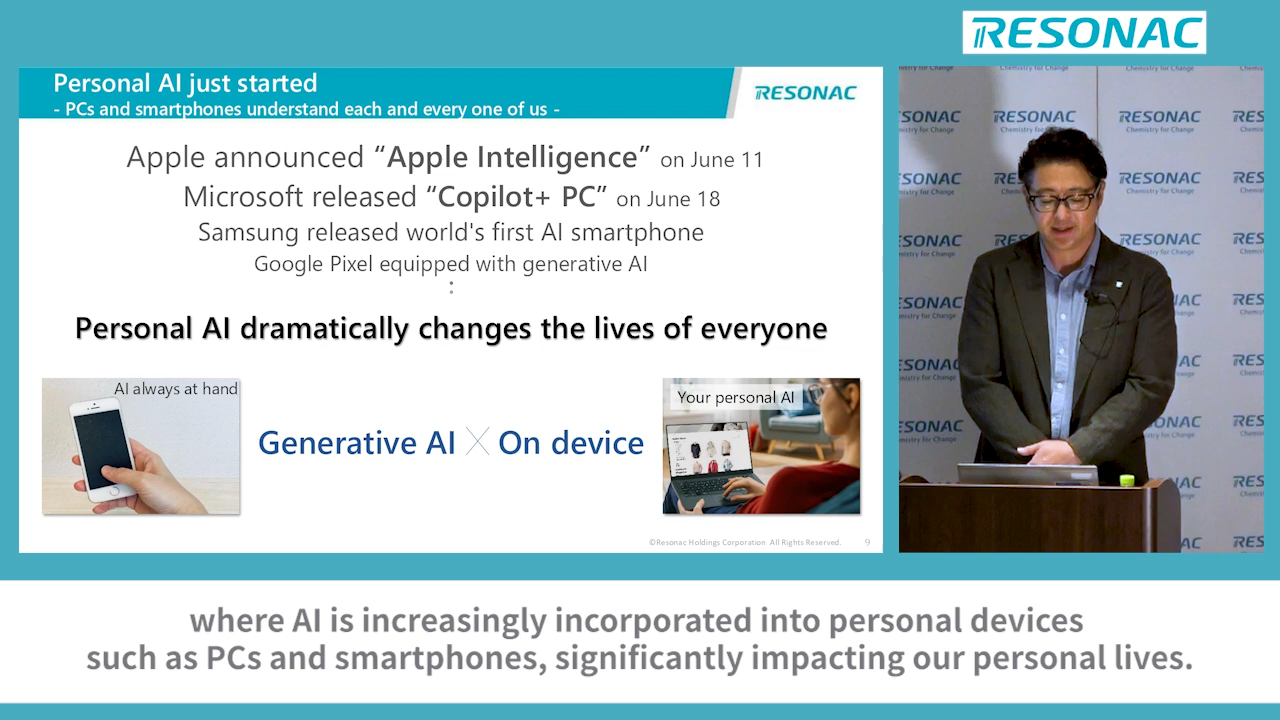 RESONAC
Personal AI just started
- PCs and smartphones understand each and every one of us -
RESONAC
Apple announced “Apple Intelligence” on June 11
Microsoft released “Copilot+ PC” on June 18
Samsung released world's first AI smartphone
Google Pixel equipped with generative AI
:
Personal AI dramatically changes the lives of everyone
AI always at hand
Generative AI X On device
Your personal AI
©Resonac Holdings Corporation All Rights Reserved.
9
RESONAC
Chemistry for Change
where AI is increasingly incorporated into personal devices
such as PCs and smartphones, significantly impacting our personal lives.